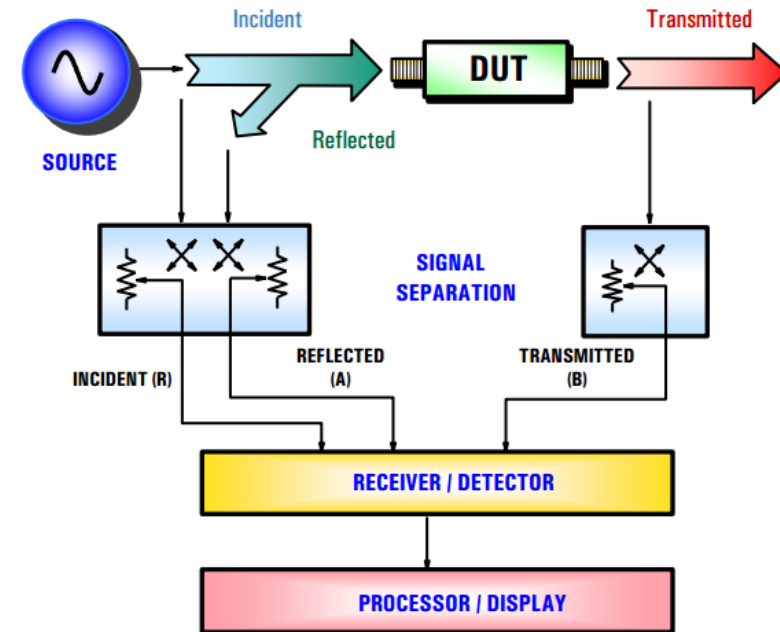 Incident
Transmitted
DUT
Reflected
SOURCE
SIGNAL
SEPARATION
INCIDENT (R)
REFLECTED
(A)
TRANSMITTED
(B)
RECEIVER / DETECTOR
PROCESSOR / DISPLAY